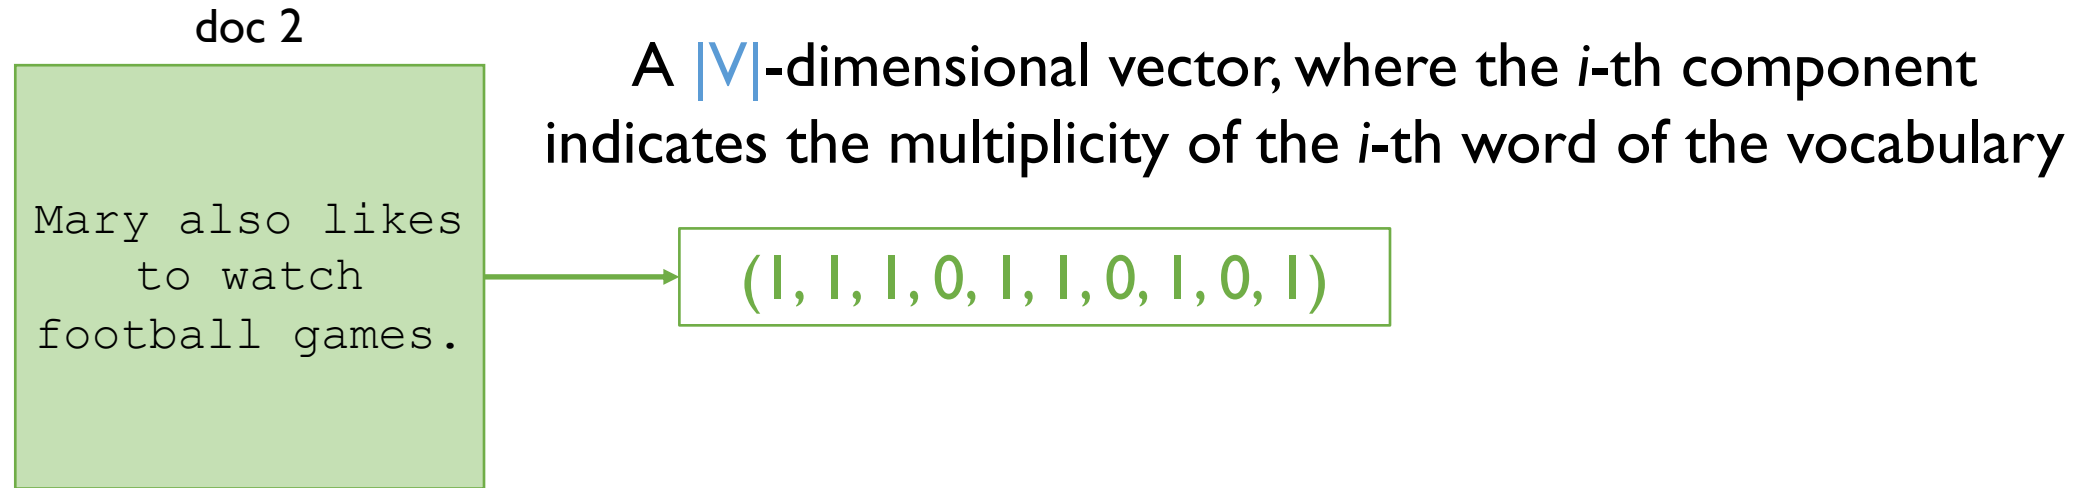 doc 2
A |V|-dimensional vector, where the i-th component
indicates the multiplicity of the i-th word of the vocabulary
Mary also likes
to watch
football games.
(1, 1, 1, 0, 1, 1, 0, 1, 0, 1)